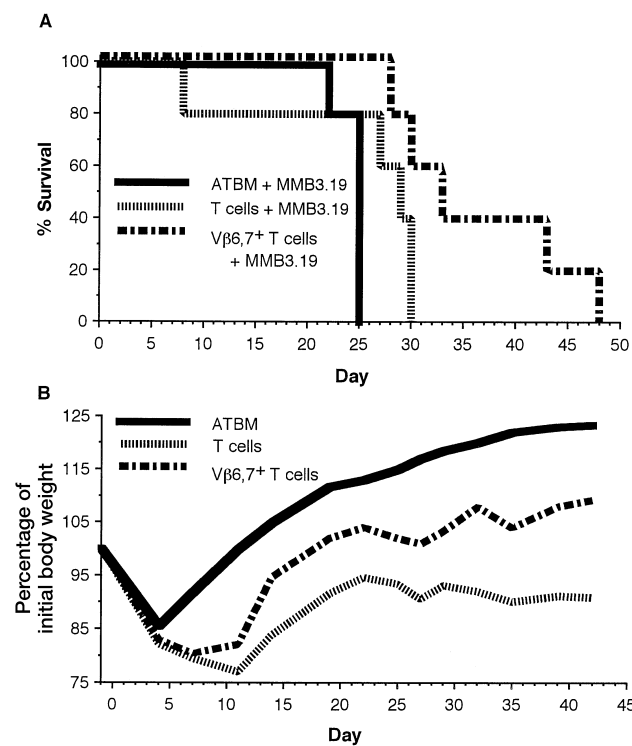 A
% Survival
100
80
60
40
20
0
ATBM + MMB3.19
T cells + MMB3.19
Vβ6,7+ T cells
+ MMB3.19
0 5 10 15 20 25 30 35 40 45 50
Day
B
Percentage of
initial body weight
125
115
105
95
85
75
ATBM
T cells
Vβ6,7+ T cells
0 5 10 15 20 25 30 35 40 45
Day